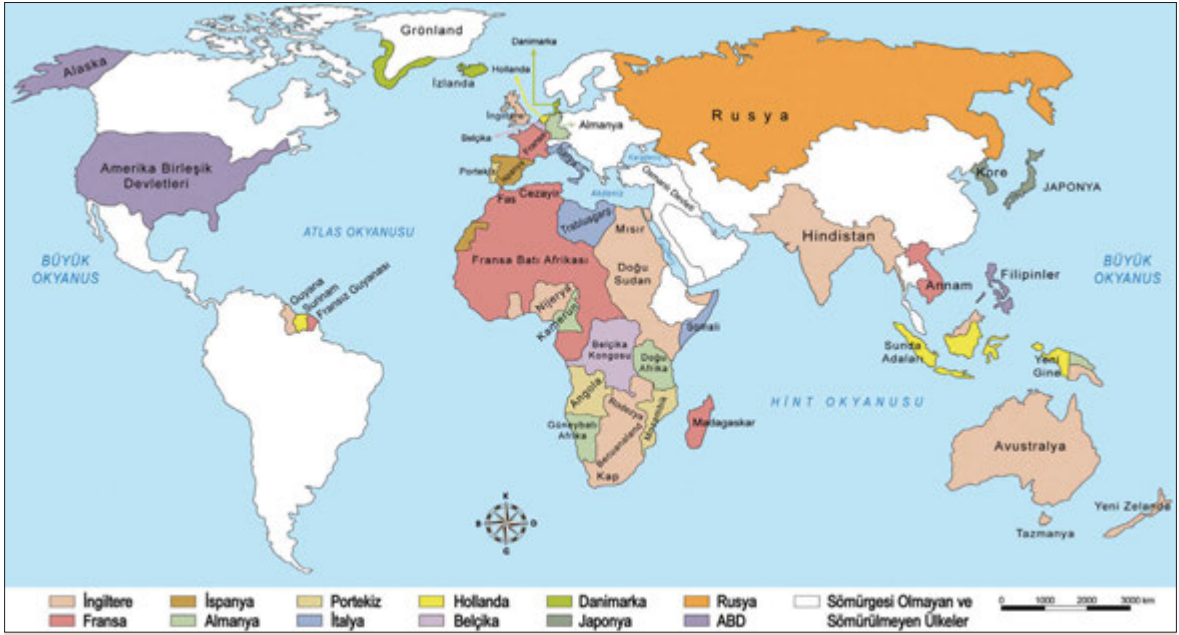 Grönland
Danimarka
Alaska
Hollanda
İzlanda
İngiltere
Rusya
Almanya
Belçika
Fransa
Amerika Birleşik
Devletleri
Portekiz
İspanya
İtalya
Karadeniz
Kore
JAPONYA
Akdeniz
Osmanlı Devleti
Fas
Cezayir
Trablusgarp
Mısır
ATLAS OKYANUSU
Hindistan
BÜYÜK
OKYANUS
Fransa Batı Afrikası
Doğu
Sudan
BÜYÜK
OKYANUS
Filipinler
Annam
Guyana
Surinam
Fransız Guyanası
Nijerya
Kamerun
Somali
Belçika
Kongosu
Doğu
Afrika
Sunda
Adaları
Yeni
Gine
Angola
Rodezya
Mozambik
HİNT OKYANUSU
Güneybatı
Afrika
Beruanaland
Madagaskar
Kap
Avustralya
K
B
D
G
Yeni Zelanda
Tazmanya
İngiltere
İspanya
Portekiz
Hollanda
Danimarka
Rusya
Sömürgesi Olmayan ve
Sömürülmeyen Ülkeler
0 1000 2000 3000 km
Fransa
Almanya
İtalya
Belçika
Japonya
ABD